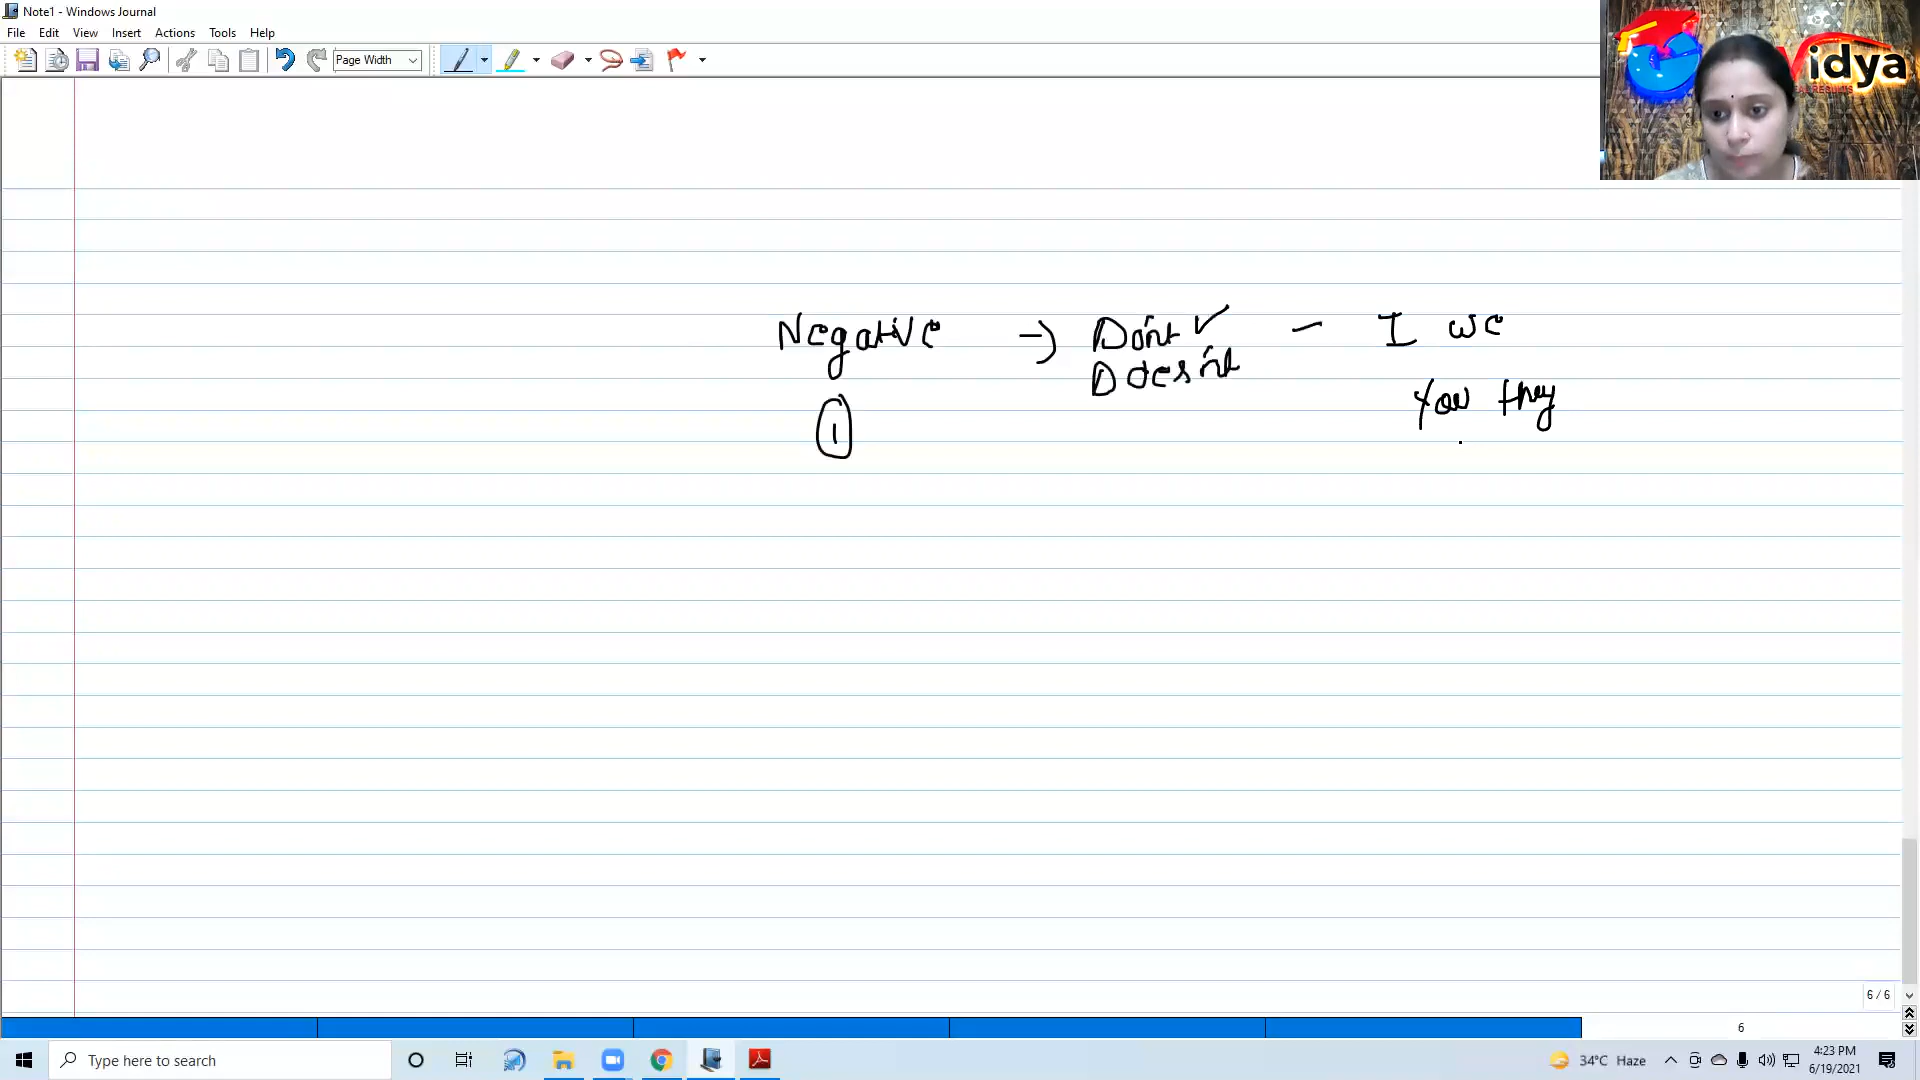 Note1 - Windows Journal
File Edit View Insert Actions Tools Help
Page Width
idya
Negative → Don't ✓ – I we
Doesn't
You they
1
6 / 6
6
Type here to search
34°C Haze
4:23 PM
6/19/2021